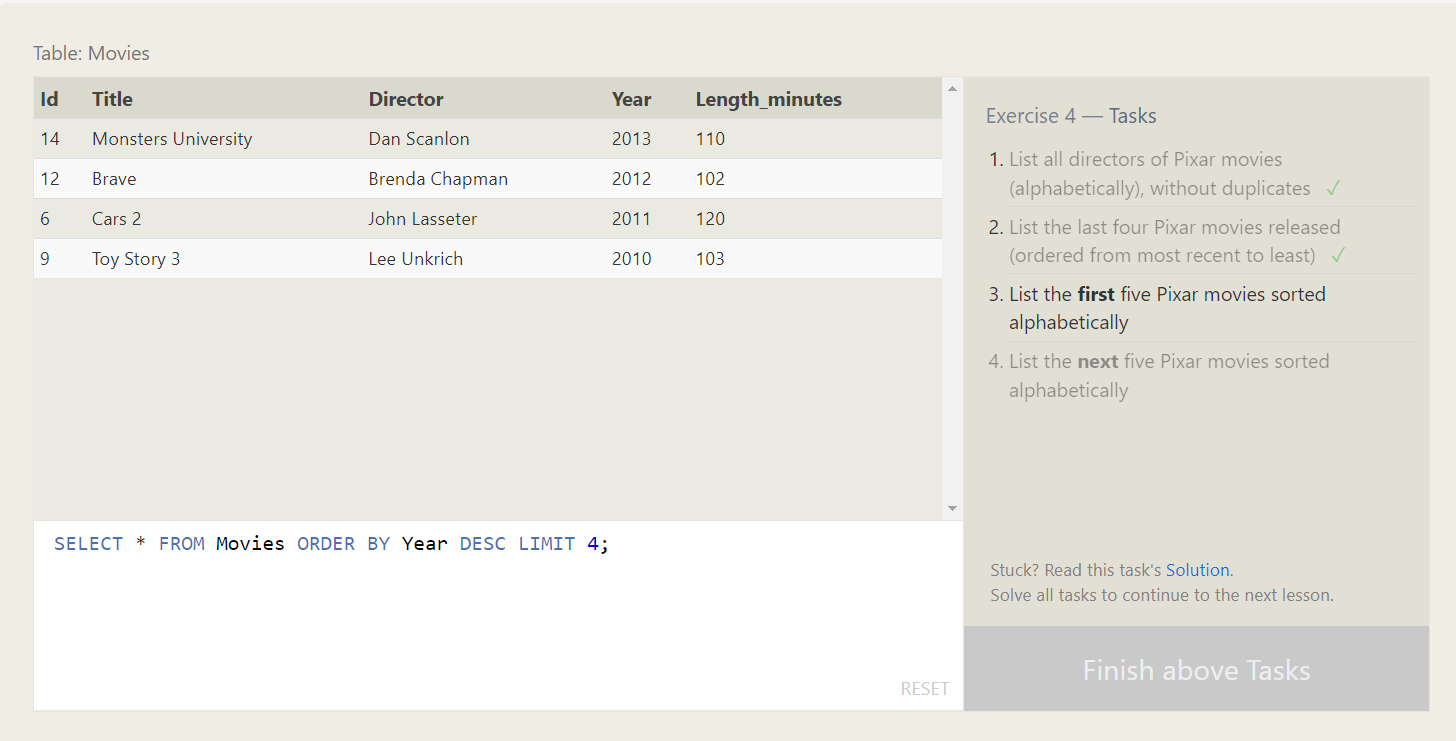 Table: Movies
Id Title Director Year Length_minutes
14 Monsters University Dan Scanlon 2013 110
12 Brave Brenda Chapman 2012 102
6 Cars 2 John Lasseter 2011 120
9 Toy Story 3 Lee Unkrich 2010 103
SELECT * FROM Movies ORDER BY Year DESC LIMIT 4;
RESET
Exercise 4 — Tasks
1. List all directors of Pixar movies
(alphabetically), without duplicates ✓
2. List the last four Pixar movies released
(ordered from most recent to least) ✓
3. List the first five Pixar movies sorted
alphabetically
4. List the next five Pixar movies sorted
alphabetically
Stuck? Read this task's Solution.
Solve all tasks to continue to the next lesson.
Finish above Tasks